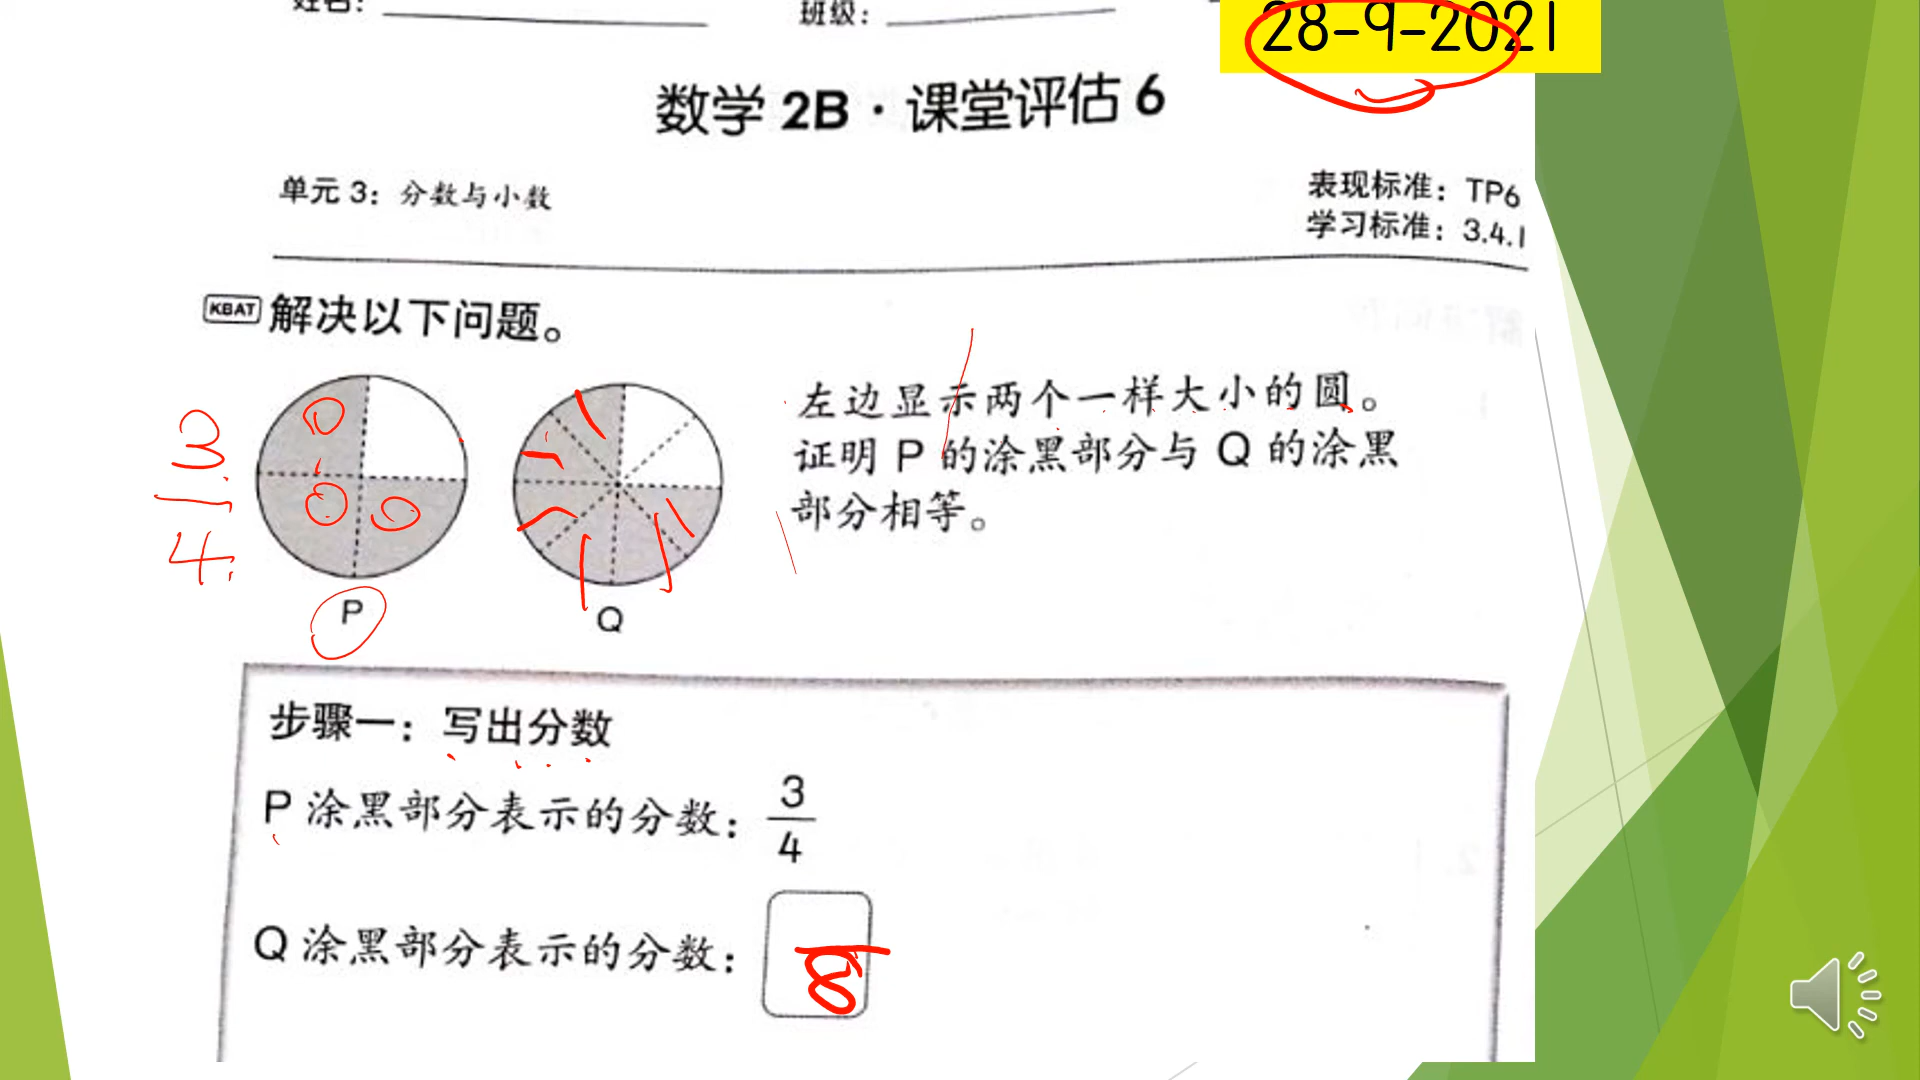 姓名：
班级：
28-9-2021
数学 2B · 课堂评估 6
单元 3：分数与小数
表现标准：TP6
学习标准：3.4.1
KBAT 解决以下问题。
3
4
P
Q
左边显示两个一样大小的圆。
证明 P 的涂黑部分与 Q 的涂黑
部分相等。
步骤一：写出分数
P 涂黑部分表示的分数： 3/4
Q 涂黑部分表示的分数：
8